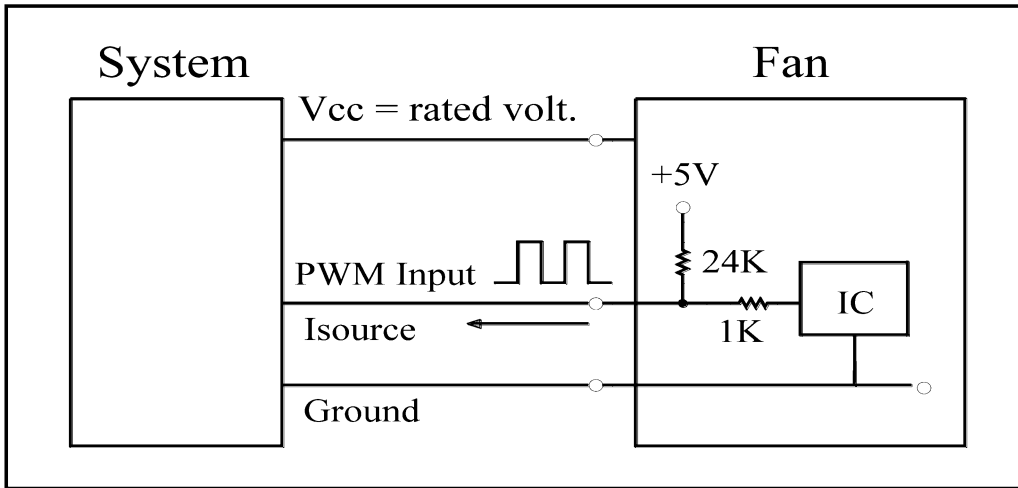 System
Fan
Vcc = rated volt.
+5V
24K
PWM Input
IC
1K
Isource
Ground